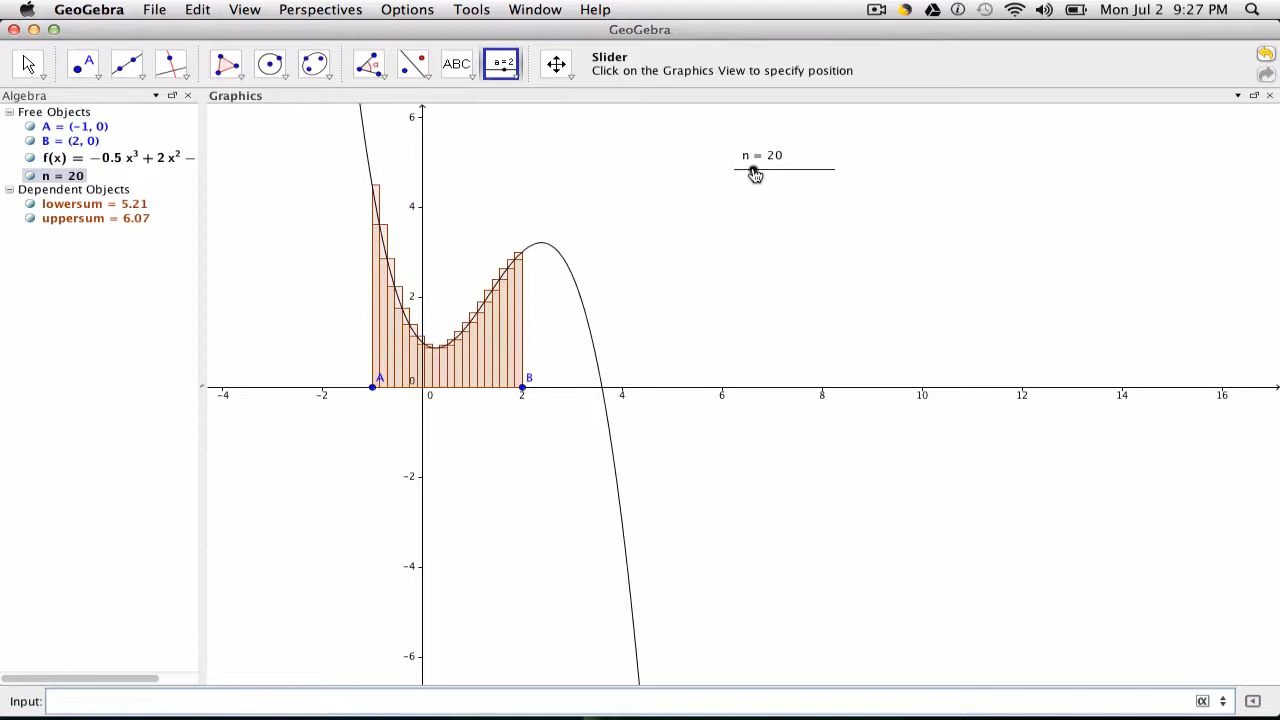 GeoGebra File Edit View Perspectives Options Tools Window Help Mon Jul 2 9:27 PM
GeoGebra
A
α
ABC
a=2
Slider
Click on the Graphics View to specify position
Algebra
Graphics
Free Objects
A = (−1, 0)
B = (2, 0)
f(x) = −0.5 x³ + 2 x² −
n = 20
Dependent Objects
lowersum = 5.21
uppersum = 6.07
n = 20
6
4
2
0
A
B
−4 −2 0 2 4 6 8 10 12 14 16
−2
−4
−6
Input:
α